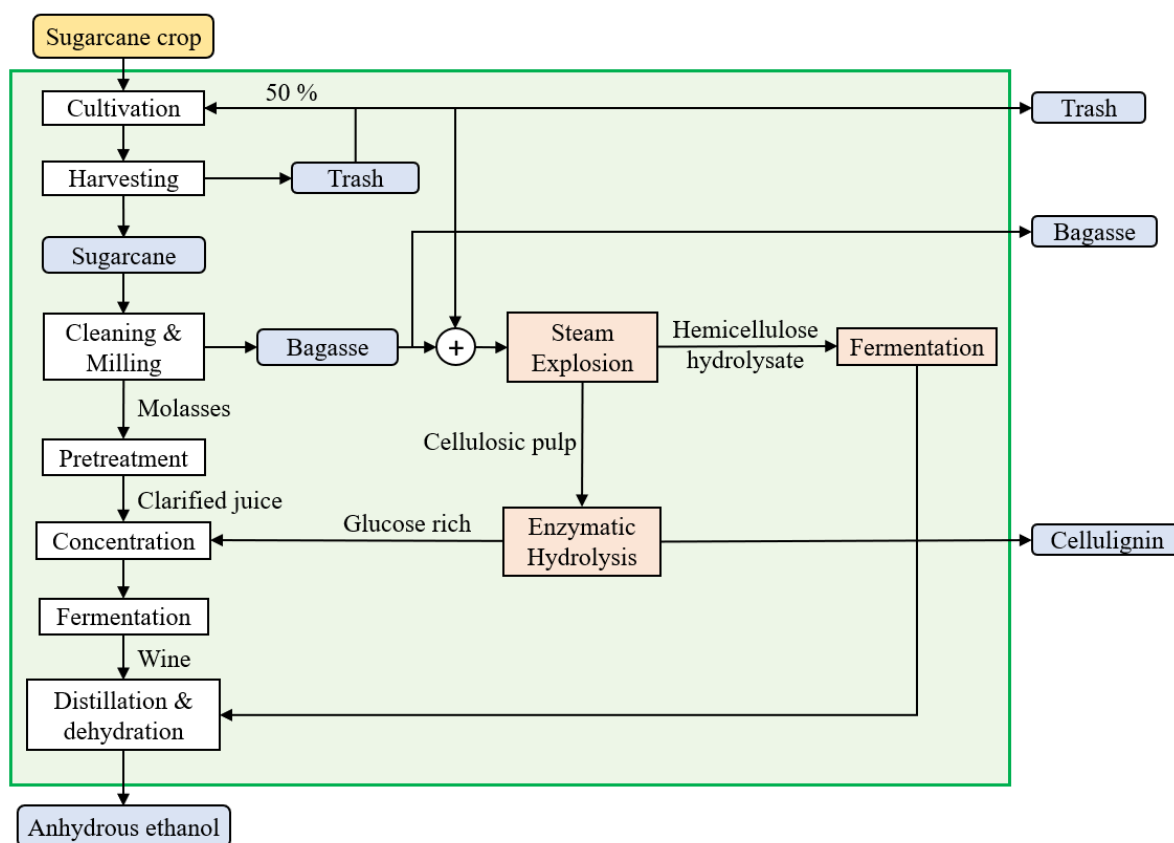 Sugarcane crop
50 %
Cultivation
Trash
Harvesting
Trash
Sugarcane
Bagasse
Cleaning &
Milling
Bagasse
+
Steam
Explosion
Hemicellulose
hydrolysate
Fermentation
Molasses
Cellulosic pulp
Pretreatment
Clarified juice
Glucose rich
Concentration
Enzymatic
Hydrolysis
Cellulignin
Fermentation
Wine
Distillation &
dehydration
Anhydrous ethanol